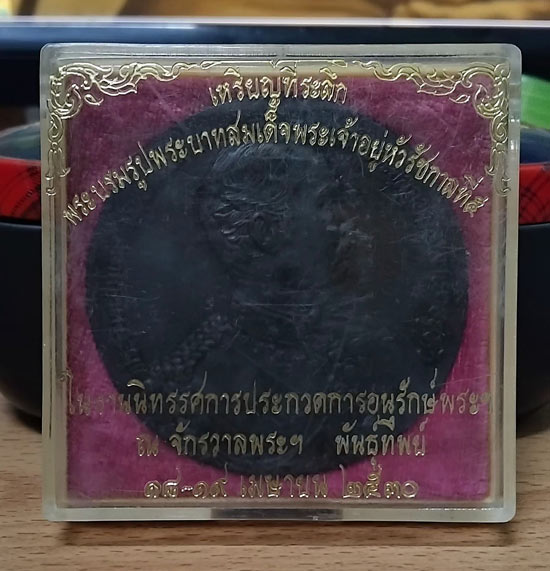 เหรียญที่ระลึก
พระบรมรูปพระบาทสมเด็จพระเจ้าอยู่หัวรัชกาลที่๕
ในงานนิทรรศการประกวดการอนุรักษ์พระฯ
ณ จักรวาลพระฯ พันธุ์ทิพย์
๑๘-๑๙ เมษายน ๒๕๓๐